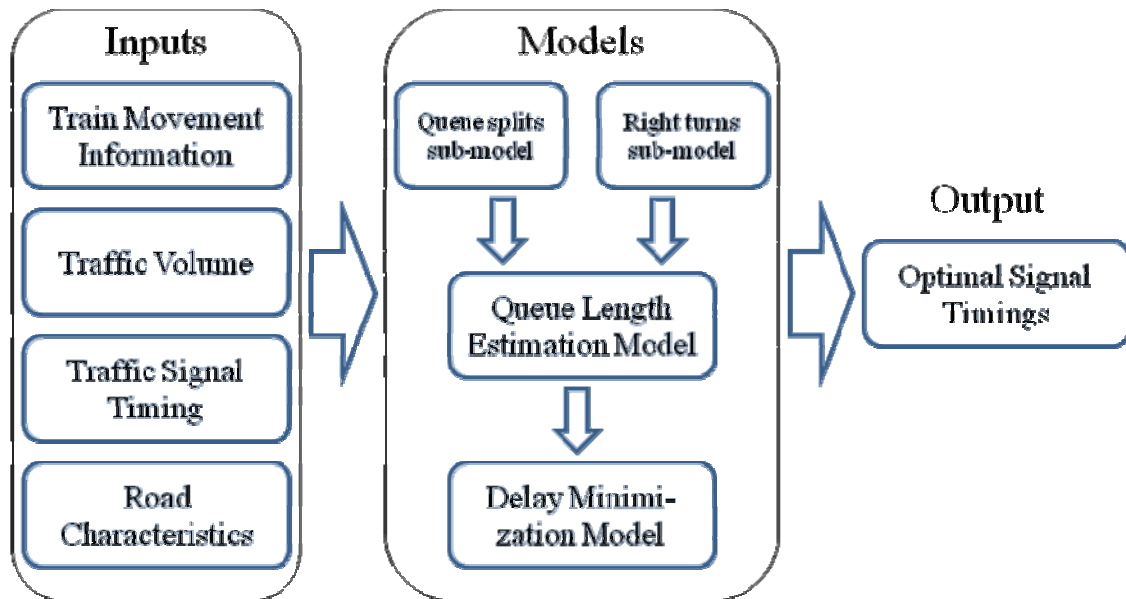 Inputs
Train Movement
Information
Traffic Volume
Traffic Signal
Timing
Road
Characteristics
Models
Queue splits
sub-model
Right turns
sub-model
Queue Length
Estimation Model
Delay Minimi-
zation Model
Output
Optimal Signal
Timings